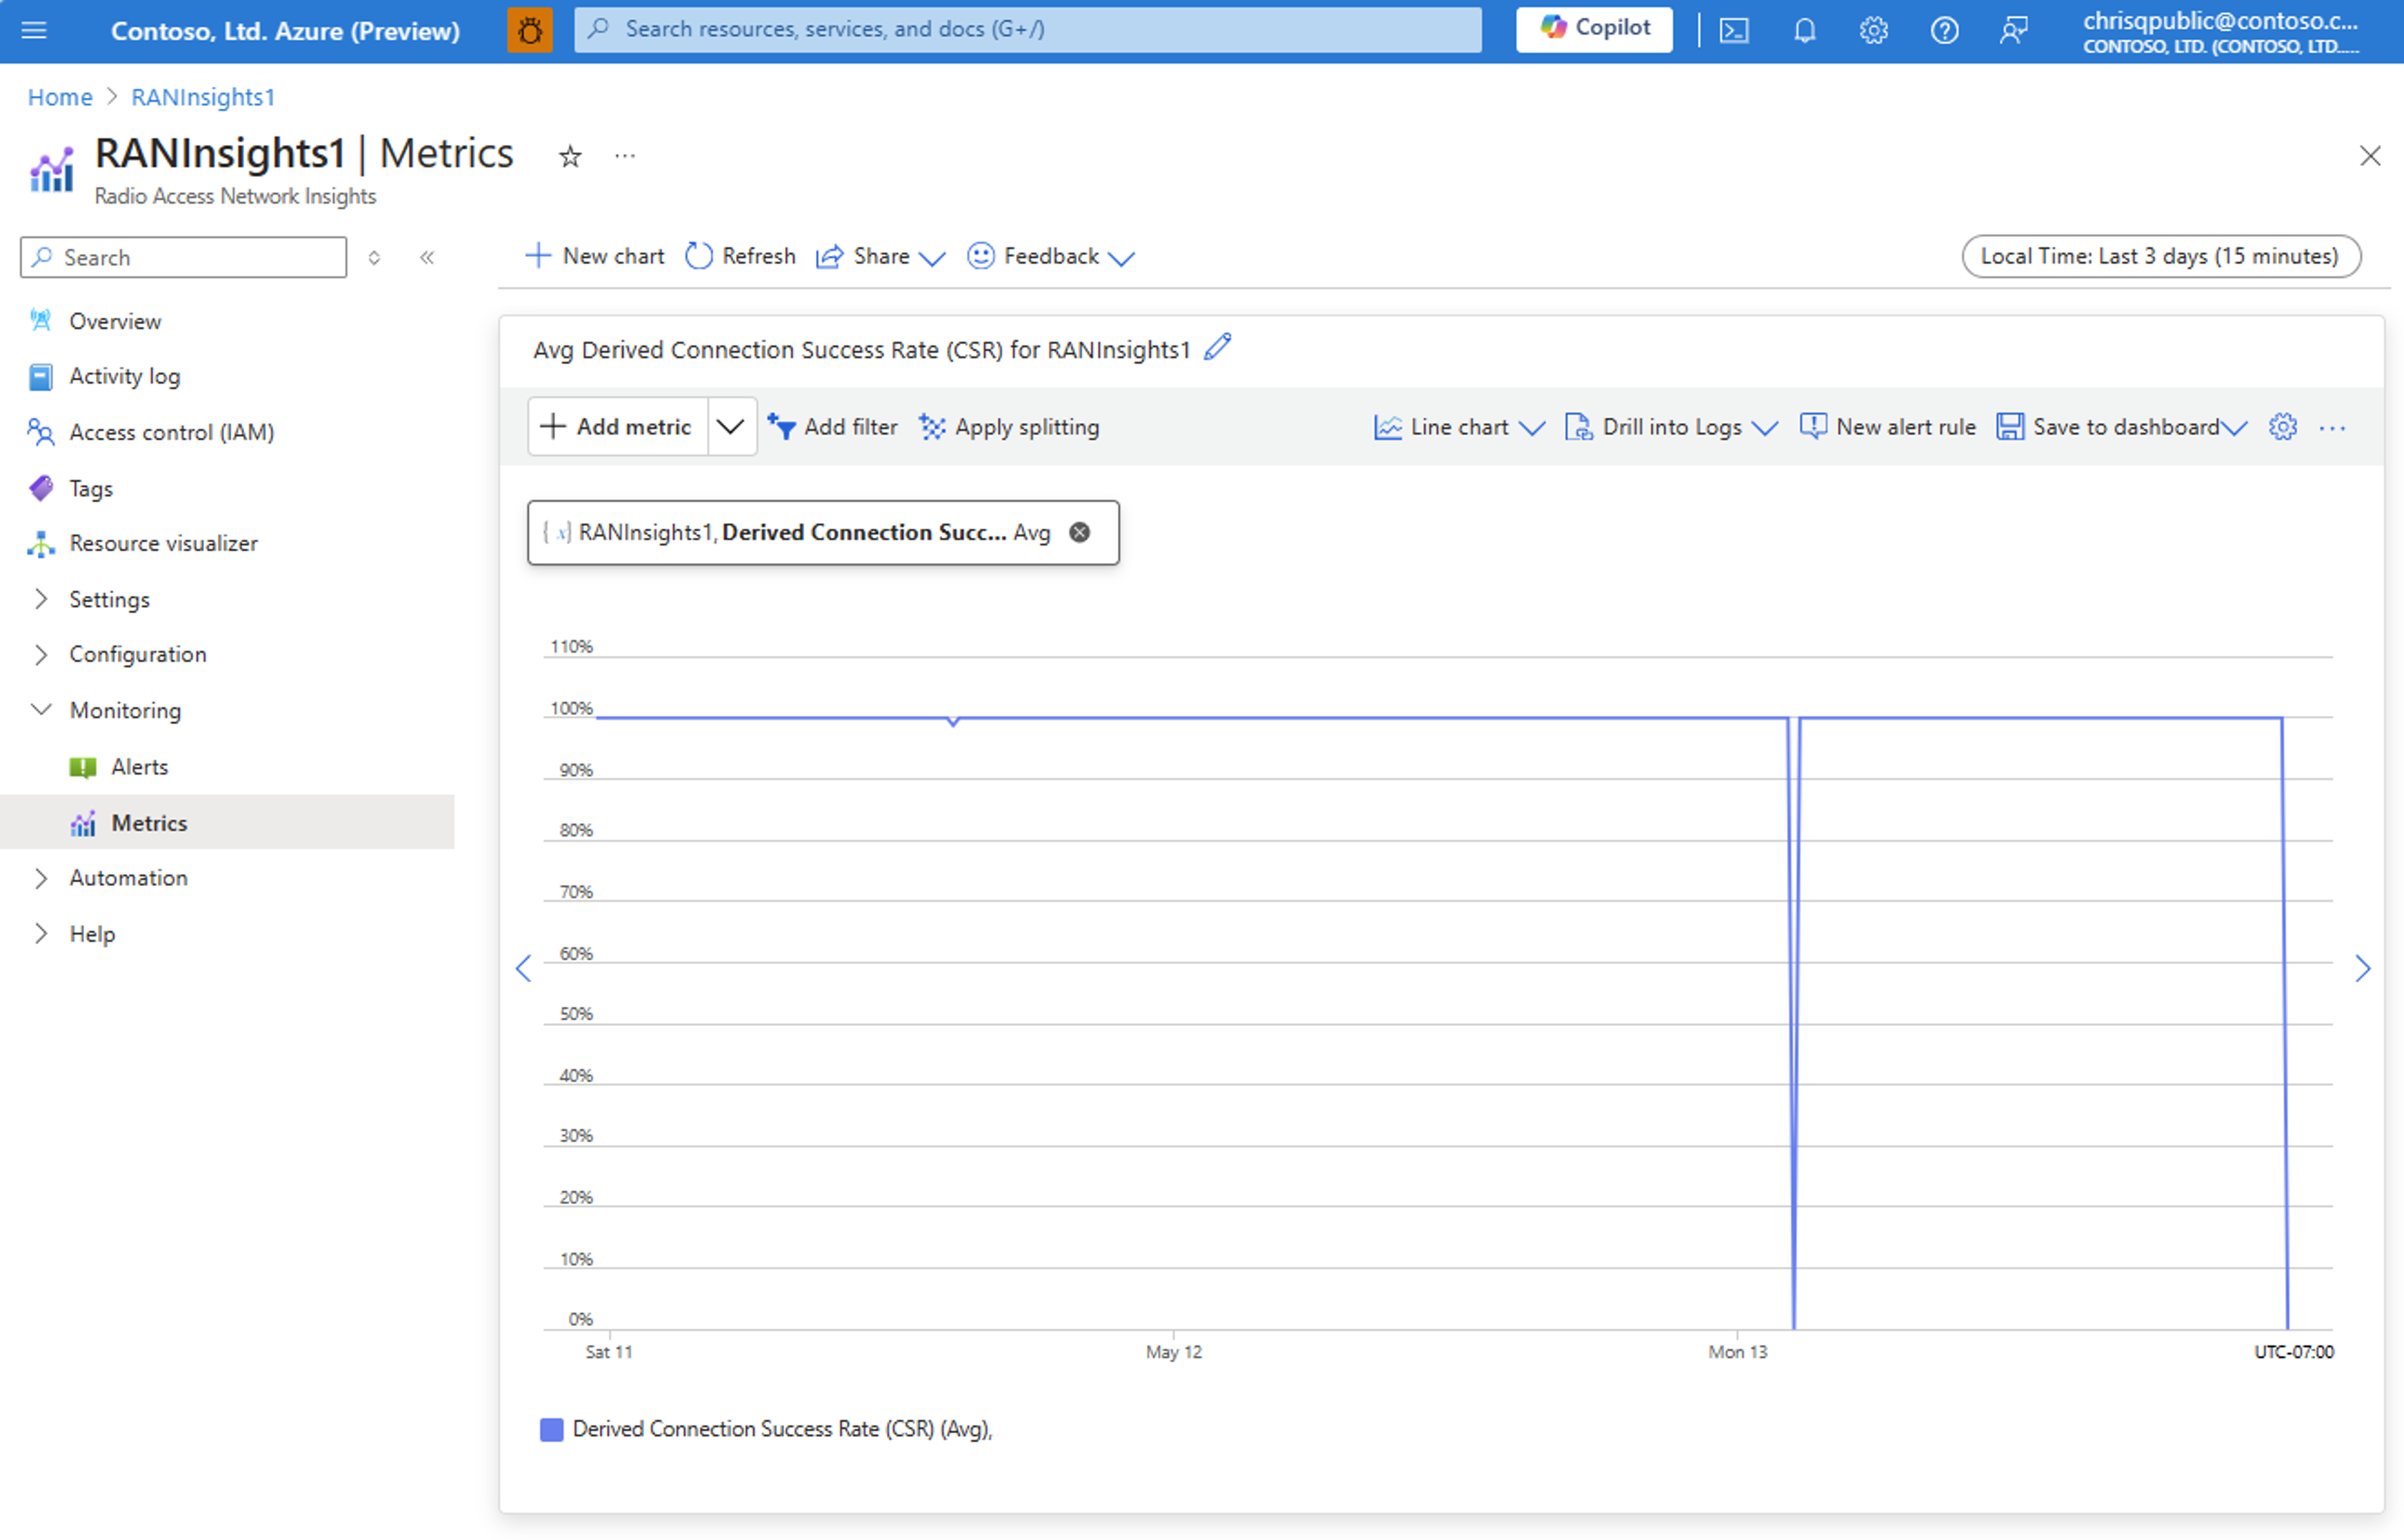 Contoso, Ltd. Azure (Preview)
Search resources, services, and docs (G+/)
Copilot
chrisqpublic@contoso.c...
CONTOSO, LTD. (CONTOSO, LTD.....
Home > RANInsights1
RANInsights1 | Metrics
Radio Access Network Insights
Search
New chart
Refresh
Share
Feedback
Local Time: Last 3 days (15 minutes)
Overview
Activity log
Access control (IAM)
Tags
Resource visualizer
Settings
Configuration
Monitoring
Alerts
Metrics
Automation
Help
Avg Derived Connection Success Rate (CSR) for RANInsights1
Add metric
Add filter
Apply splitting
Line chart
Drill into Logs
New alert rule
Save to dashboard
RANInsights1, Derived Connection Succ... Avg
110%
100%
90%
80%
70%
60%
50%
40%
30%
20%
10%
0%
Sat 11
May 12
Mon 13
UTC-07:00
Derived Connection Success Rate (CSR) (Avg),